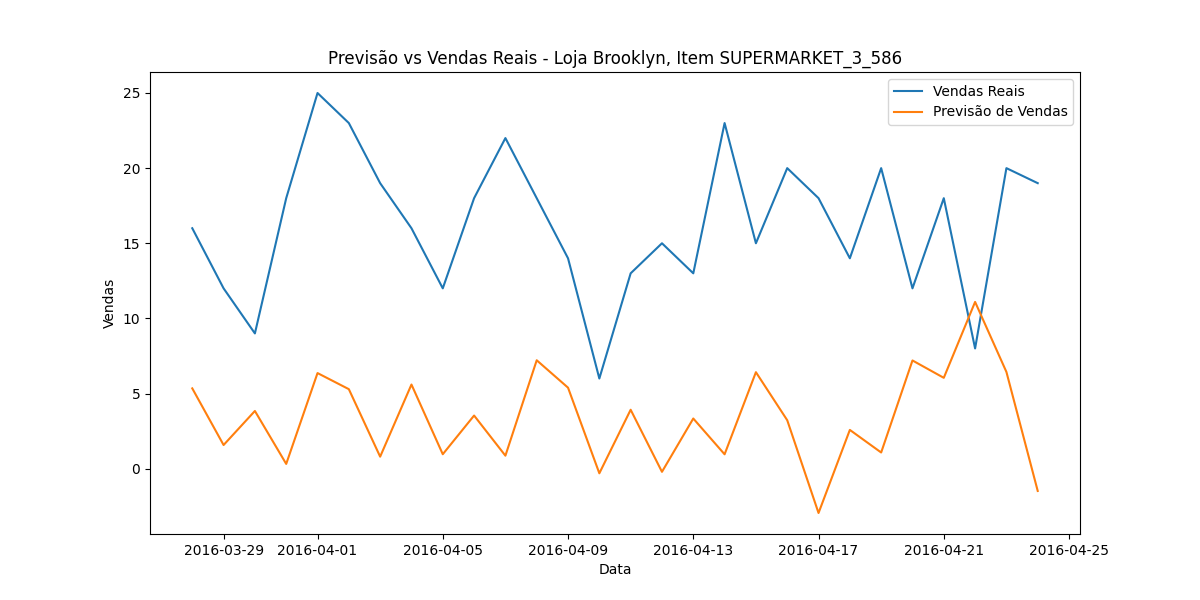 Previsão vs Vendas Reais - Loja Brooklyn, Item SUPERMARKET_3_586
Vendas Reais
Previsão de Vendas
25
20
15
10
5
0
Vendas
2016-03-29 2016-04-01 2016-04-05 2016-04-09 2016-04-13 2016-04-17 2016-04-21 2016-04-25
Data